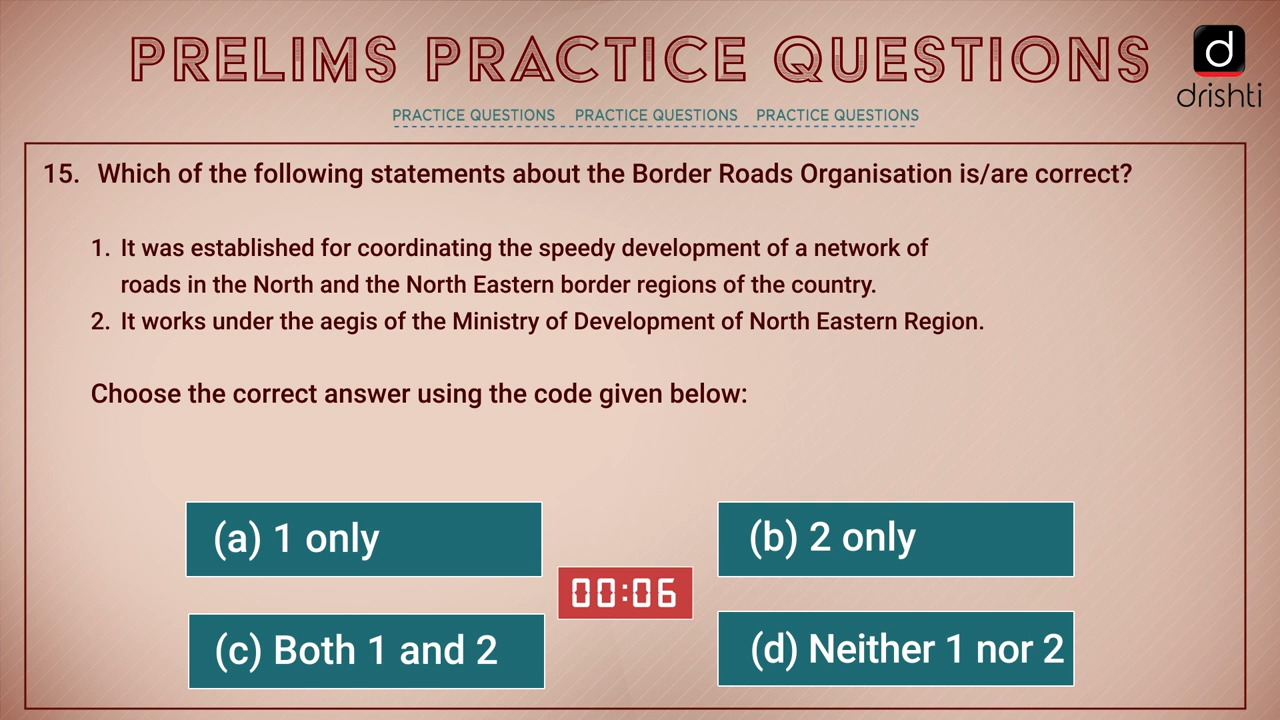 PRELIMS PRACTICE QUESTIONS
drishti
PRACTICE QUESTIONS PRACTICE QUESTIONS PRACTICE QUESTIONS
15. Which of the following statements about the Border Roads Organisation is/are correct?
1. It was established for coordinating the speedy development of a network of
roads in the North and the North Eastern border regions of the country.
2. It works under the aegis of the Ministry of Development of North Eastern Region.
Choose the correct answer using the code given below:
(a) 1 only
(b) 2 only
00:06
(c) Both 1 and 2
(d) Neither 1 nor 2